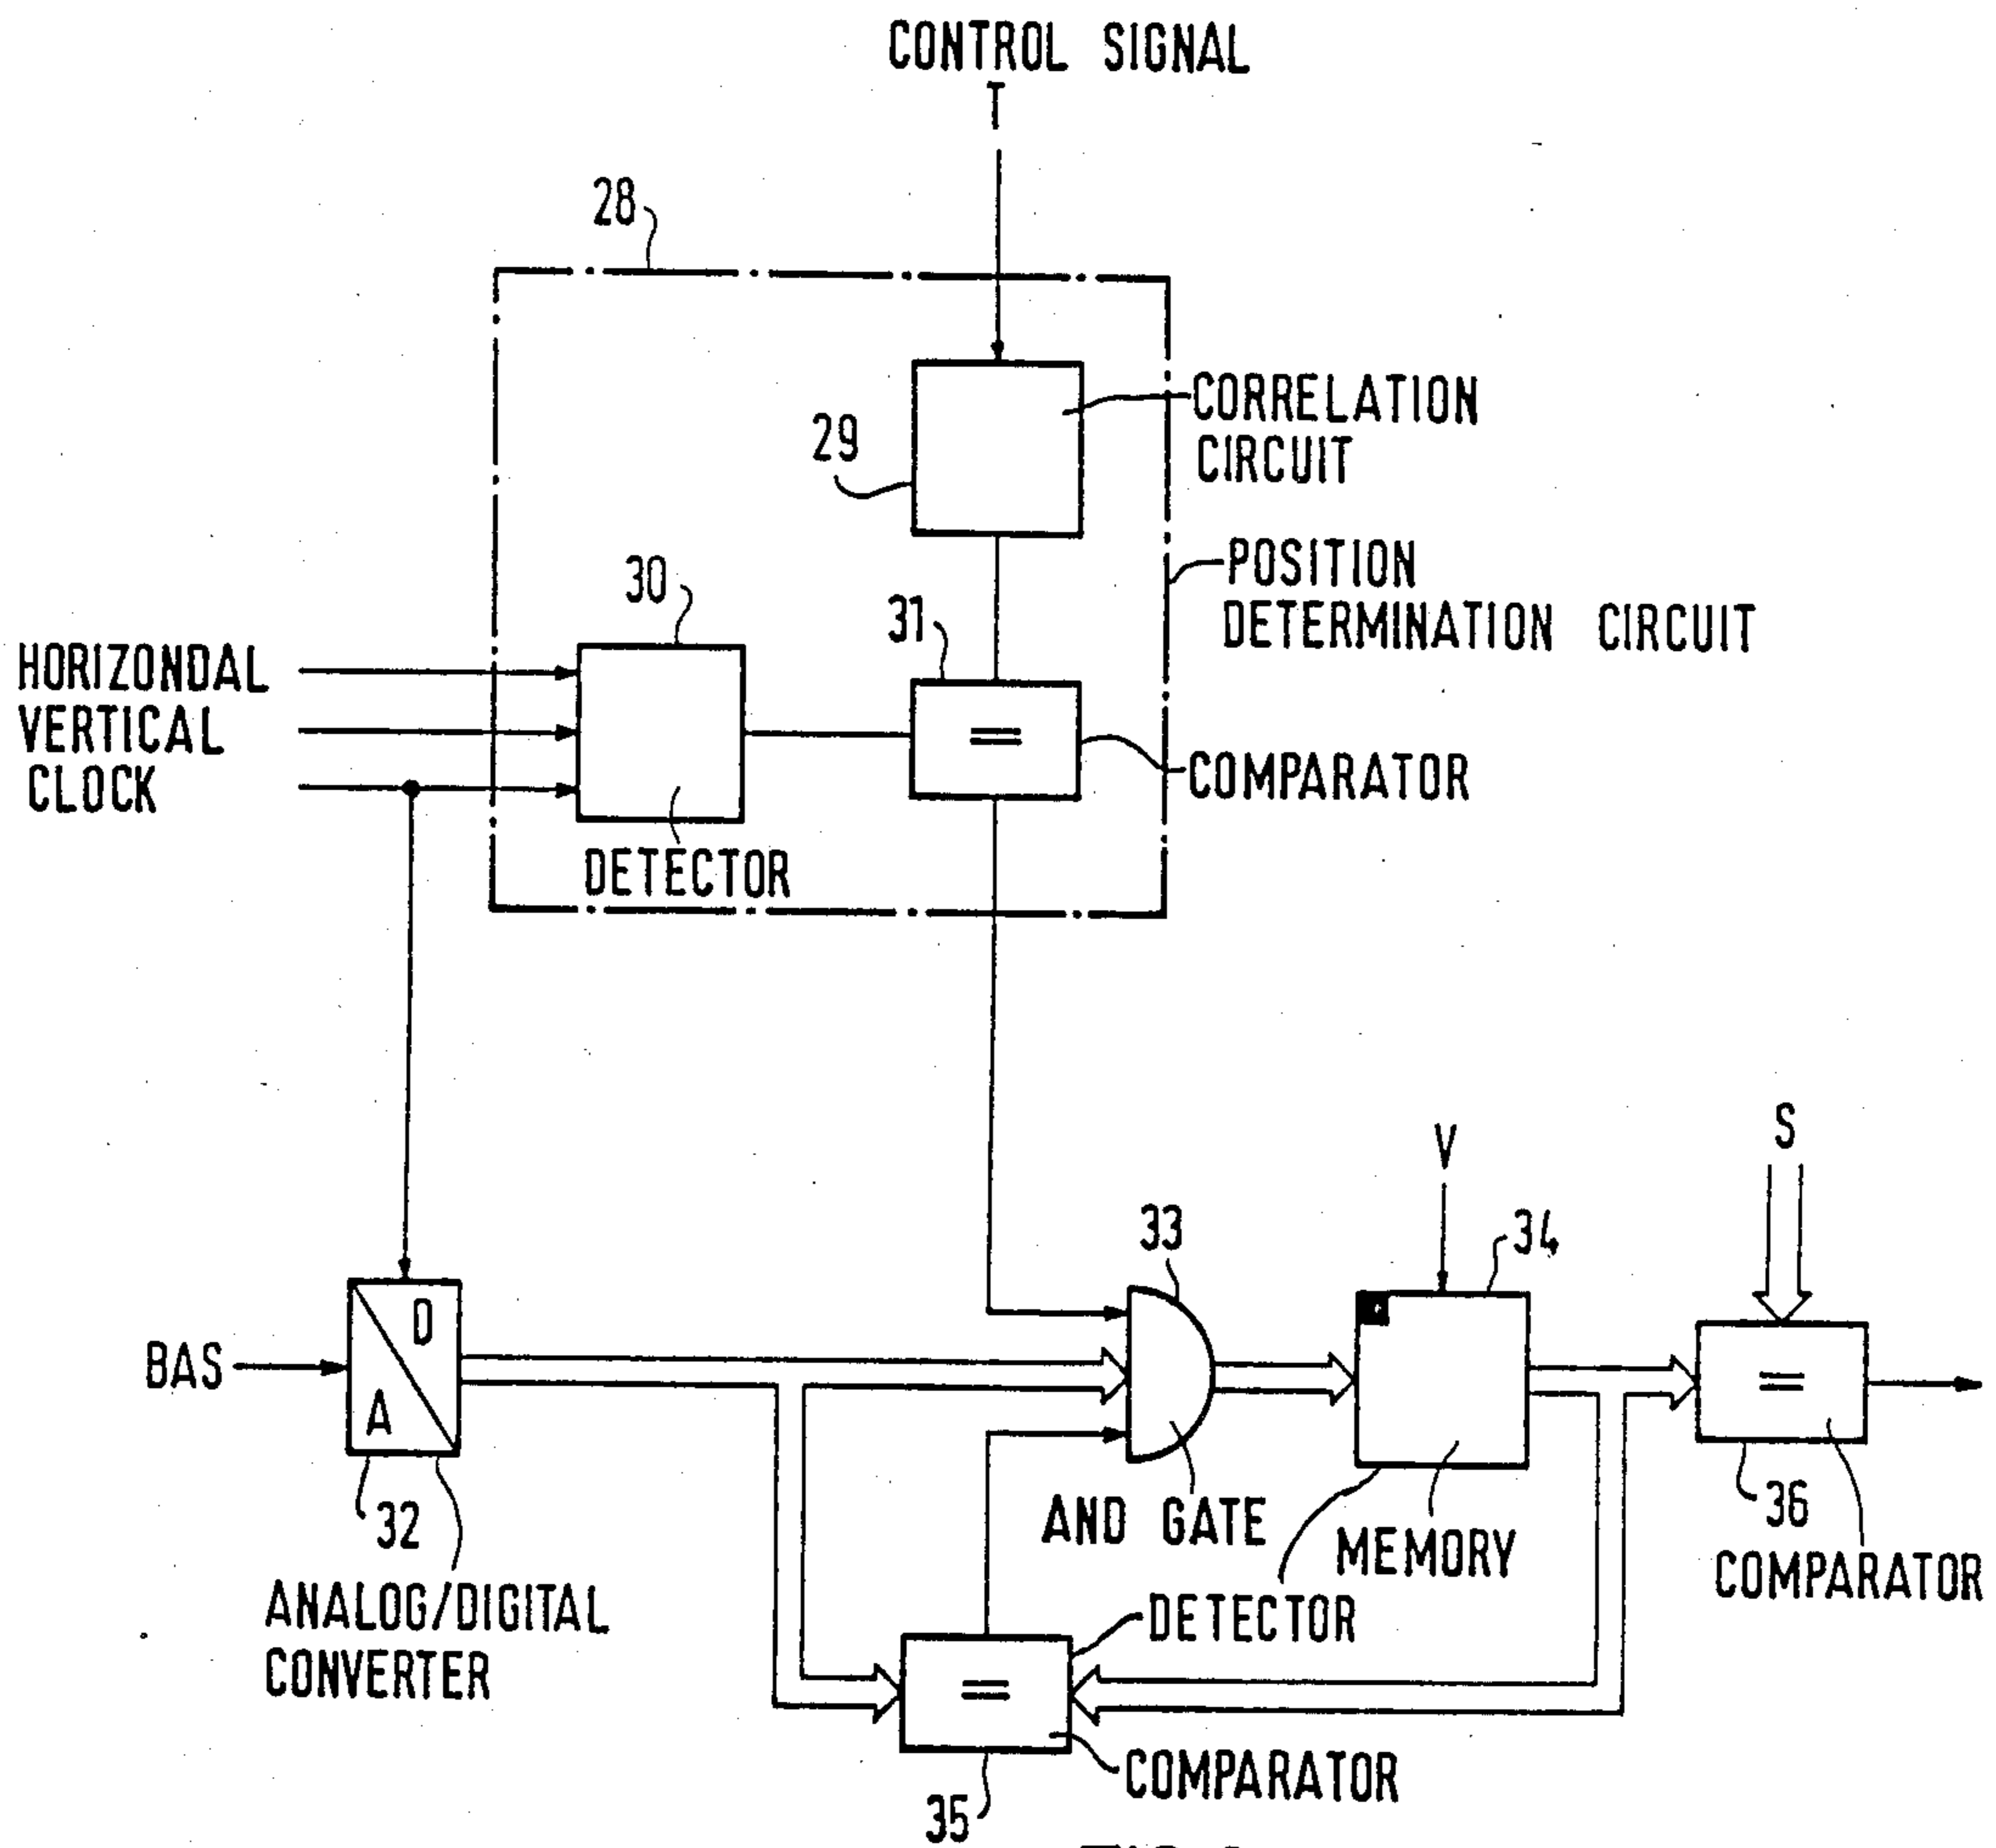 CONTROL SIGNAL
28
29
CORRELATION
CIRCUIT
POSITION
DETERMINATION CIRCUIT
30
31
=
HORIZONDAL
VERTICAL
CLOCK
COMPARATOR
DETECTOR
V
S
33
34
D
A
BAS
=
32
AND GATE
MEMORY
36
COMPARATOR
ANALOG/DIGITAL
CONVERTER
DETECTOR
=
COMPARATOR
35